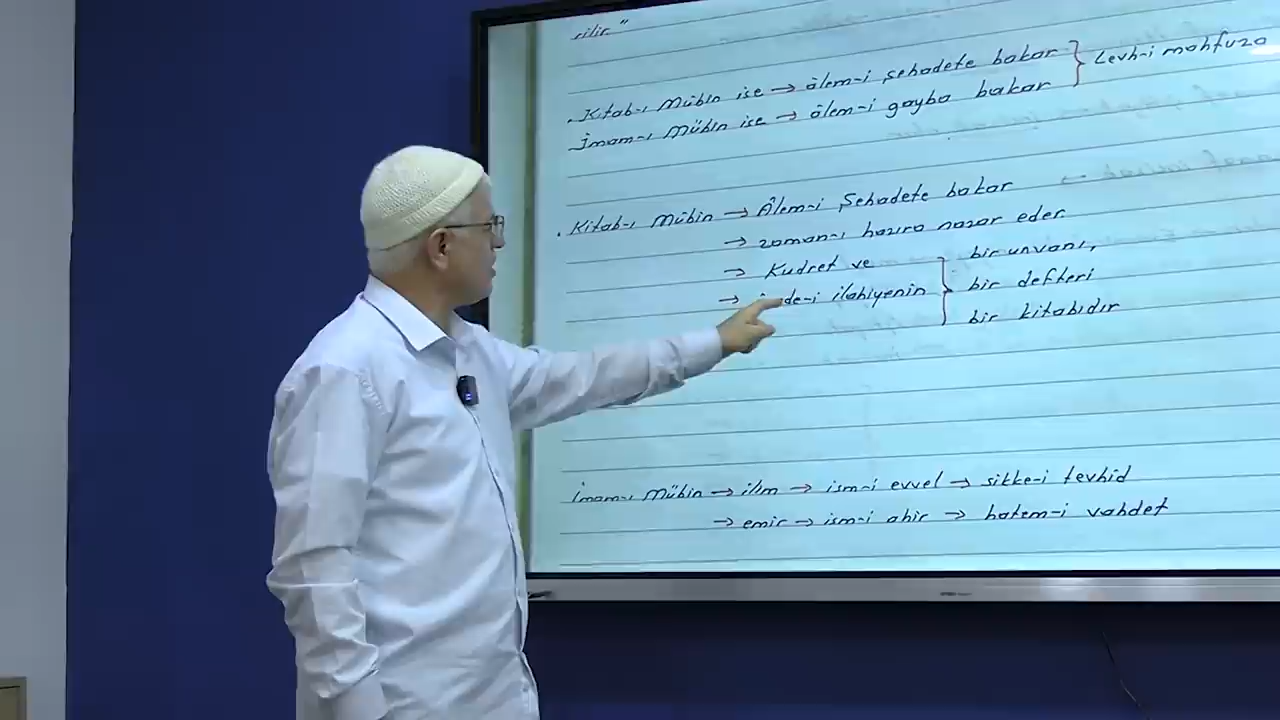 silir."
. Kitab-ı Mübin ise → âlem-i şehadete bakar } Levh-i mahfuza
İmam-ı Mübin ise → âlem-i gayba bakar
. Kitab-ı Mübin → Âlem-i Şehadete bakar
→ zaman-ı hazıra nazar eder
→ Kudret ve } bir unvanı,
→ ilahiyenin bir defteri
bir kitabıdır
İmam-ı Mübin → ilim → ism-i evvel → sikke-i tevhid
→ emir → ism-i ahir → hatem-i vahdet